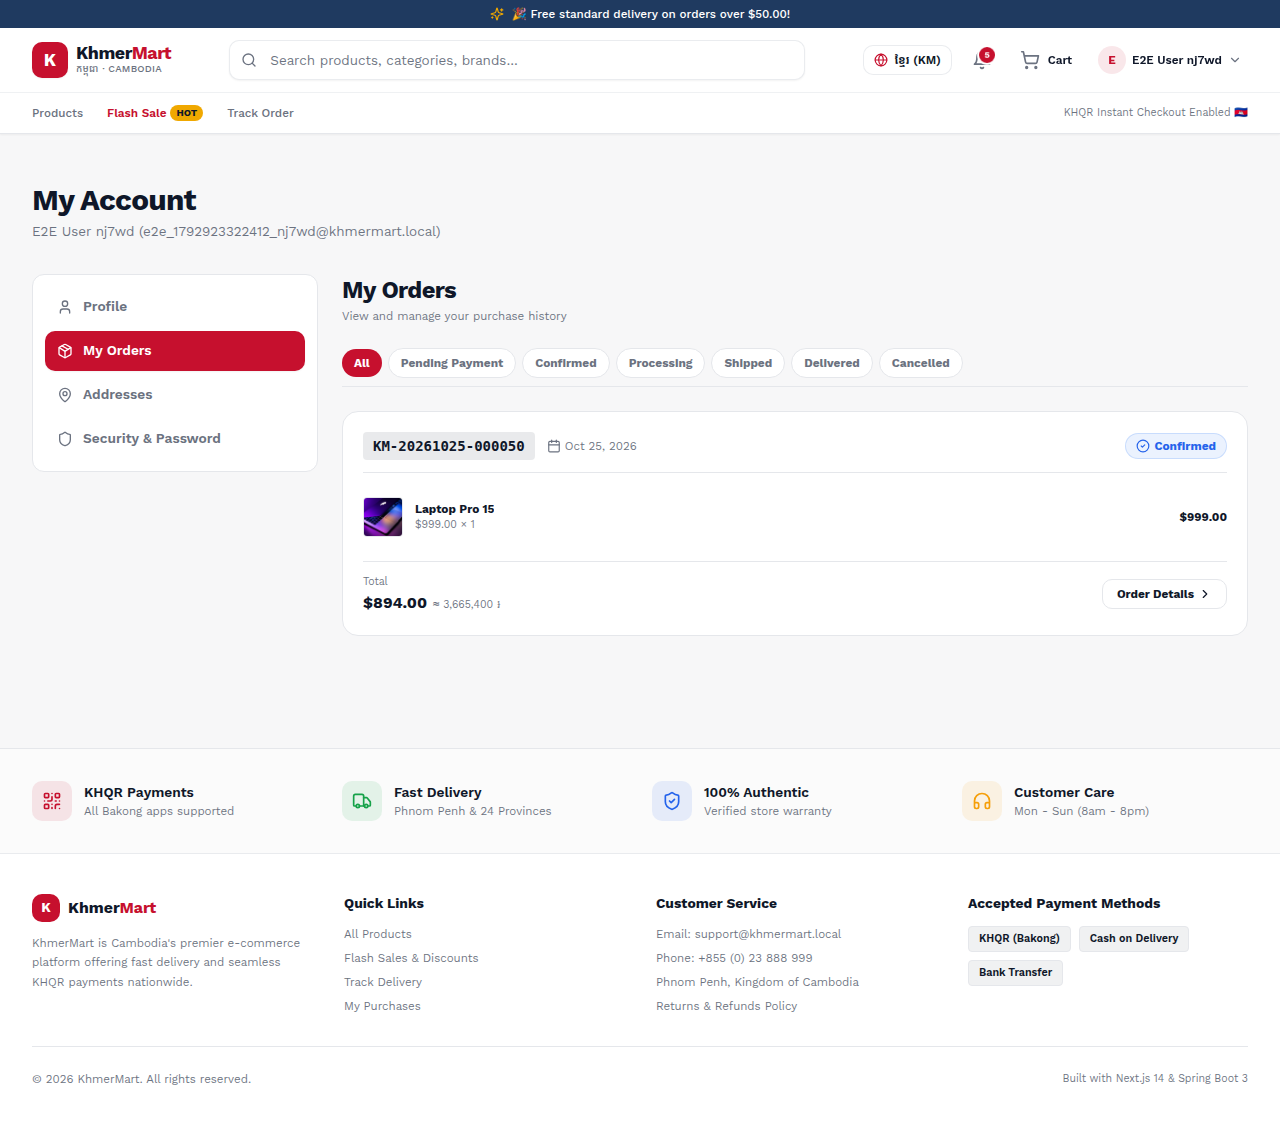 ✨ 🎉 Free standard delivery on orders over $50.00!
K KhmerMart
កម្ពុជា · CAMBODIA
Search products, categories, brands...
ខ្មែរ (KM)
5
Cart
E E2E User nj7wd
Products
Flash Sale HOT
Track Order
KHQR Instant Checkout Enabled 🇰🇭
My Account
E2E User nj7wd (e2e_1792923322412_nj7wd@khmermart.local)
Profile
My Orders
Addresses
Security & Password
My Orders
View and manage your purchase history
All
Pending Payment
Confirmed
Processing
Shipped
Delivered
Cancelled
KM-20261025-000050
Oct 25, 2026
Confirmed
Laptop Pro 15
$999.00 × 1
$999.00
Total
$894.00 ≈ 3,665,400 ៛
Order Details
KHQR Payments
All Bakong apps supported
Fast Delivery
Phnom Penh & 24 Provinces
100% Authentic
Verified store warranty
Customer Care
Mon - Sun (8am - 8pm)
K KhmerMart
KhmerMart is Cambodia's premier e-commerce
platform offering fast delivery and seamless
KHQR payments nationwide.
Quick Links
All Products
Flash Sales & Discounts
Track Delivery
My Purchases
Customer Service
Email: support@khmermart.local
Phone: +855 (0) 23 888 999
Phnom Penh, Kingdom of Cambodia
Returns & Refunds Policy
Accepted Payment Methods
KHQR (Bakong)
Cash on Delivery
Bank Transfer
© 2026 KhmerMart. All rights reserved.
Built with Next.js 14 & Spring Boot 3